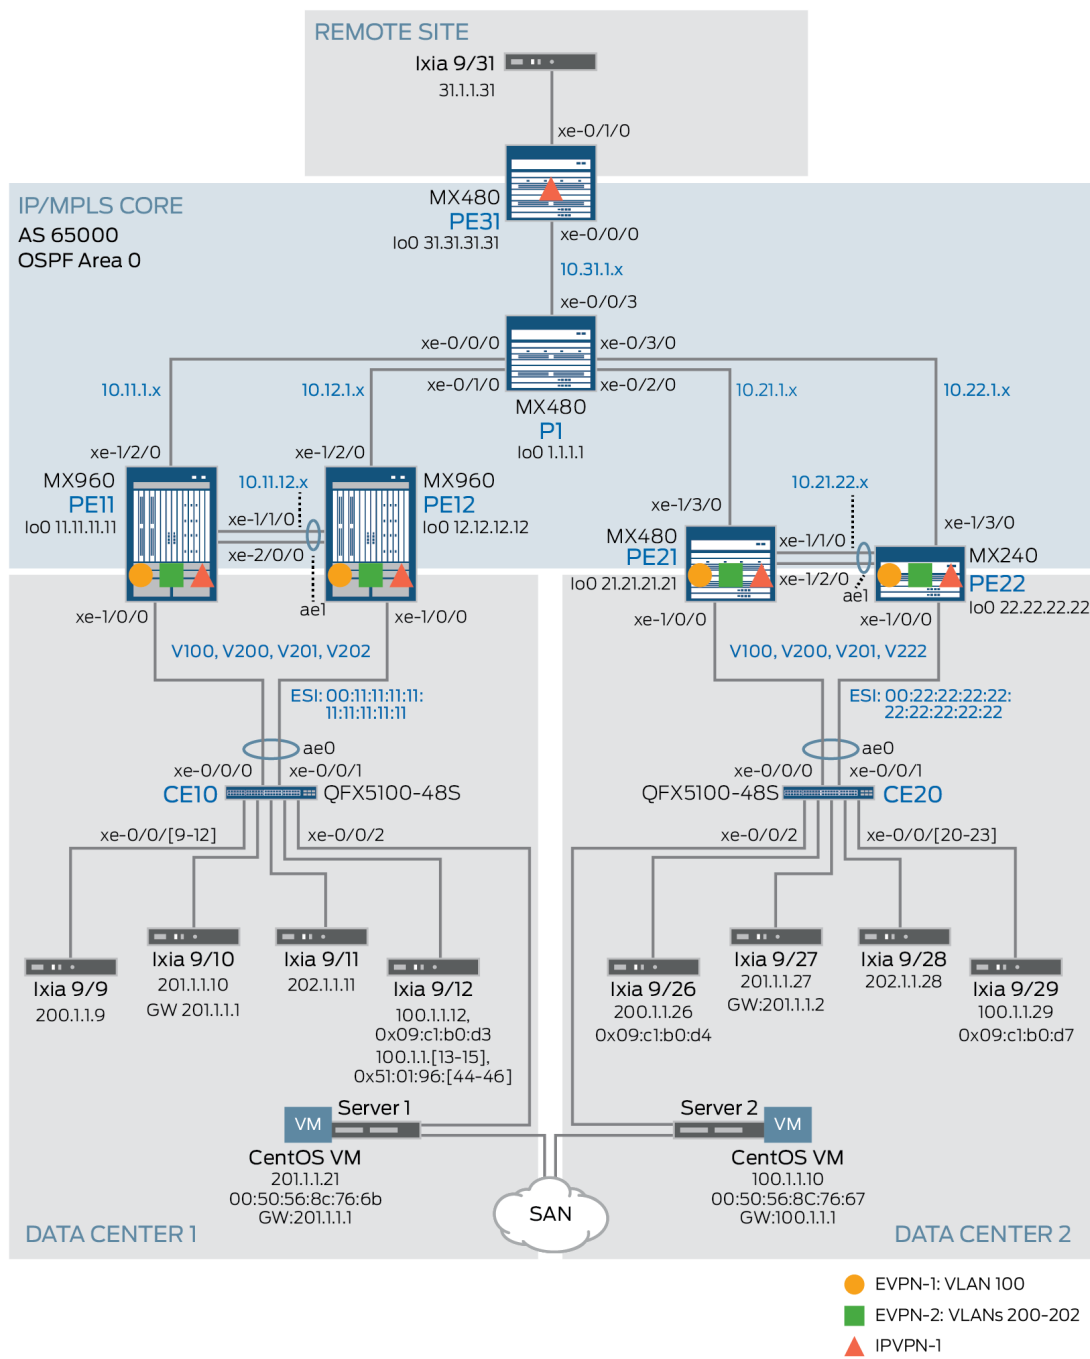 REMOTE SITE
Ixia 9/31
31.1.1.31
xe-0/1/0
MX480
PE31
lo0 31.31.31.31
xe-0/0/0
IP/MPLS CORE
AS 65000
OSPF Area 0
10.31.1.x
xe-0/0/3
xe-0/0/0
xe-0/3/0
xe-0/1/0
xe-0/2/0
10.11.1.x
10.12.1.x
10.21.1.x
10.22.1.x
MX480
P1
lo0 1.1.1.1
xe-1/2/0
xe-1/2/0
MX960
PE11
lo0 11.11.11.11
10.11.12.x
xe-1/1/0
xe-2/0/0
ae1
MX960
PE12
lo0 12.12.12.12
xe-1/3/0
MX480
PE21
lo0 21.21.21.21
10.21.22.x
xe-1/1/0
xe-1/2/0
ae1
xe-1/3/0
MX240
PE22
lo0 22.22.22.22
xe-1/0/0
xe-1/0/0
xe-1/0/0
xe-1/0/0
V100, V200, V201, V202
V100, V200, V201, V222
ESI: 00:11:11:11:11:
11:11:11:11:11
ESI: 00:22:22:22:22:
22:22:22:22:22
ae0
ae0
xe-0/0/0
xe-0/0/1
xe-0/0/0
xe-0/0/1
CE10
QFX5100-48S
QFX5100-48S
CE20
xe-0/0/[9-12]
xe-0/0/2
xe-0/0/2
xe-0/0/[20-23]
Ixia 9/9
200.1.1.9
Ixia 9/10
201.1.1.10
GW 201.1.1.1
Ixia 9/11
202.1.1.11
Ixia 9/12
100.1.1.12,
0x09:c1:b0:d3
100.1.1.[13-15],
0x51:01:96:[44-46]
Ixia 9/26
200.1.1.26
0x09:c1:b0:d4
Ixia 9/27
201.1.1.27
GW:201.1.1.2
Ixia 9/28
202.1.1.28
Ixia 9/29
100.1.1.29
0x09:c1:b0:d7
Server 1
VM
CentOS VM
201.1.1.21
00:50:56:8c:76:6b
GW:201.1.1.1
Server 2
VM
CentOS VM
100.1.1.10
00:50:56:8C:76:67
GW:100.1.1.1
SAN
DATA CENTER 1
DATA CENTER 2
EVPN-1: VLAN 100
EVPN-2: VLANs 200-202
IPVPN-1